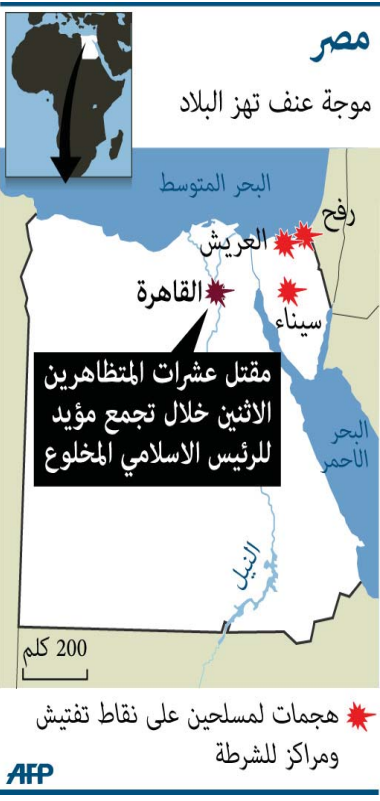 مصر
موجة عنف تهز البلاد
البحر المتوسط
رفح
العريش
القاهرة
سيناء
مقتل عشرات المتظاهرين
الاثنين خلال تجمع مؤيد
للرئيس الاسلامي المخلوع
البحر
الاحمر
النيل
200 كلم
هجمات لمسلحين على نقاط تفتيش
ومراكز للشرطة
AFP